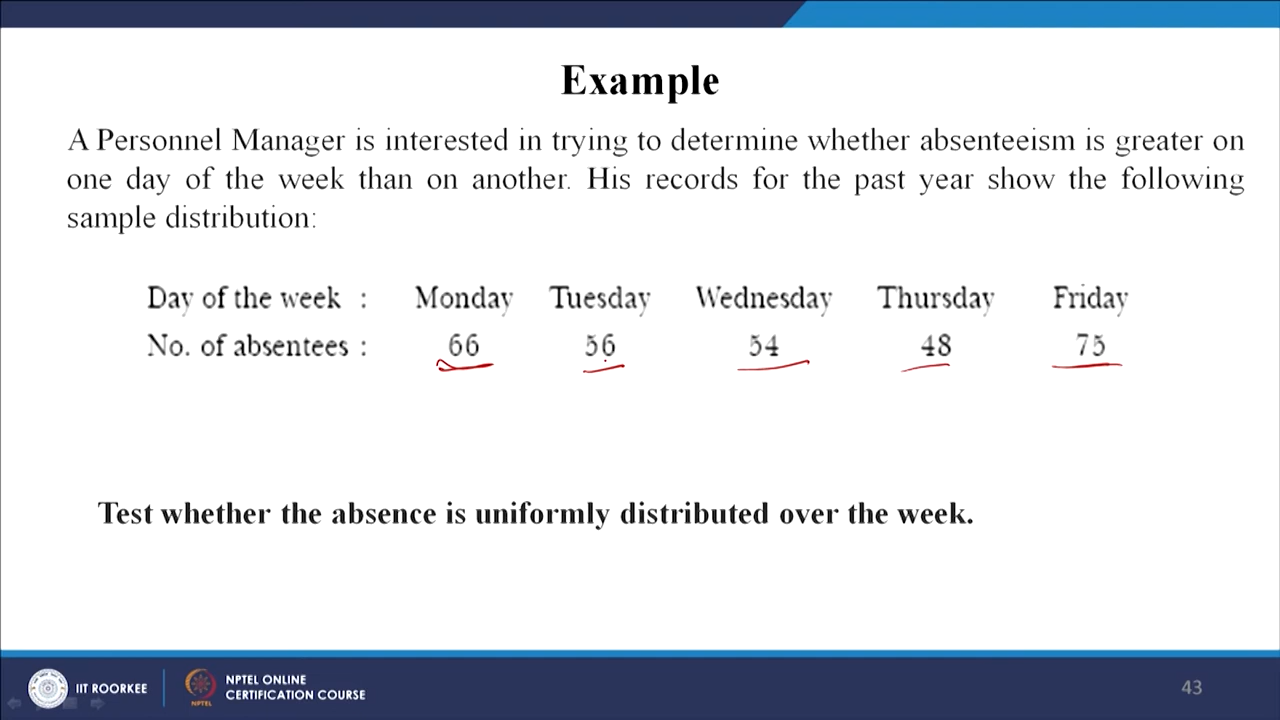 Example
A Personnel Manager is interested in trying to determine whether absenteeism is greater on
one day of the week than on another. His records for the past year show the following
sample distribution:
Day of the week : Monday Tuesday Wednesday Thursday Friday
No. of absentees : 66 56 54 48 75
Test whether the absence is uniformly distributed over the week.
IIT ROORKEE
NPTEL
NPTEL ONLINE
CERTIFICATION COURSE
43